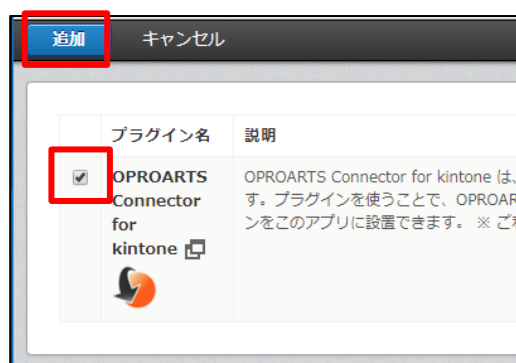 追加 キャンセル
プラグイン名 説明
OPROARTS
Connector
for
kintone
OPROARTS Connector for kintone は、
す。プラグインを使うことで、OPROAR
ンをこのアプリに設置できます。 ※ ご